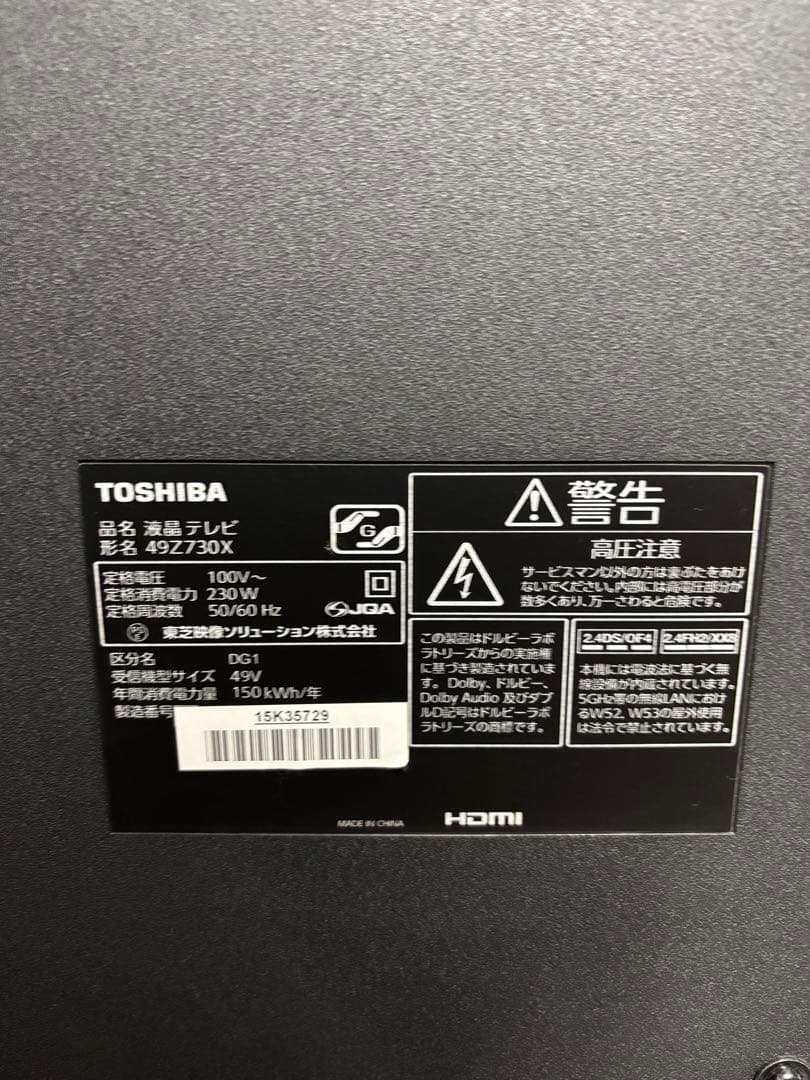 TOSHIBA
品名 液晶テレビ
形名 49Z730X
G
定格電圧 100V～
定格消費電力 230W
定格周波数 50/60 Hz
JQA
東芝映像ソリューション株式会社
区分名 DG1
受信機型サイズ 49V
年間消費電力量 150kWh/年
製造番号
15K35729
MADE IN CHINA
HDMI
警告
高圧注意
サービスマン以外の方は裏ぶたをあけ
ないでください。内部には高電圧部分が
数多くあり、万一さわると危険です。
この製品はドルビーラボ
ラトリーズからの実施権
に基づき製造されていま
す。Dolby、ドルビー、
Dolby Audio 及びダブ
ルD記号はドルビーラボ
ラトリーズの商標です。
2.4DS/OF4 2.4FH2/XX8
本機には電波法に基づく無
線設備が内蔵されています。
5GHz帯の無線LANにおけ
るW52、W53の屋外使用
は法令で禁止されています。